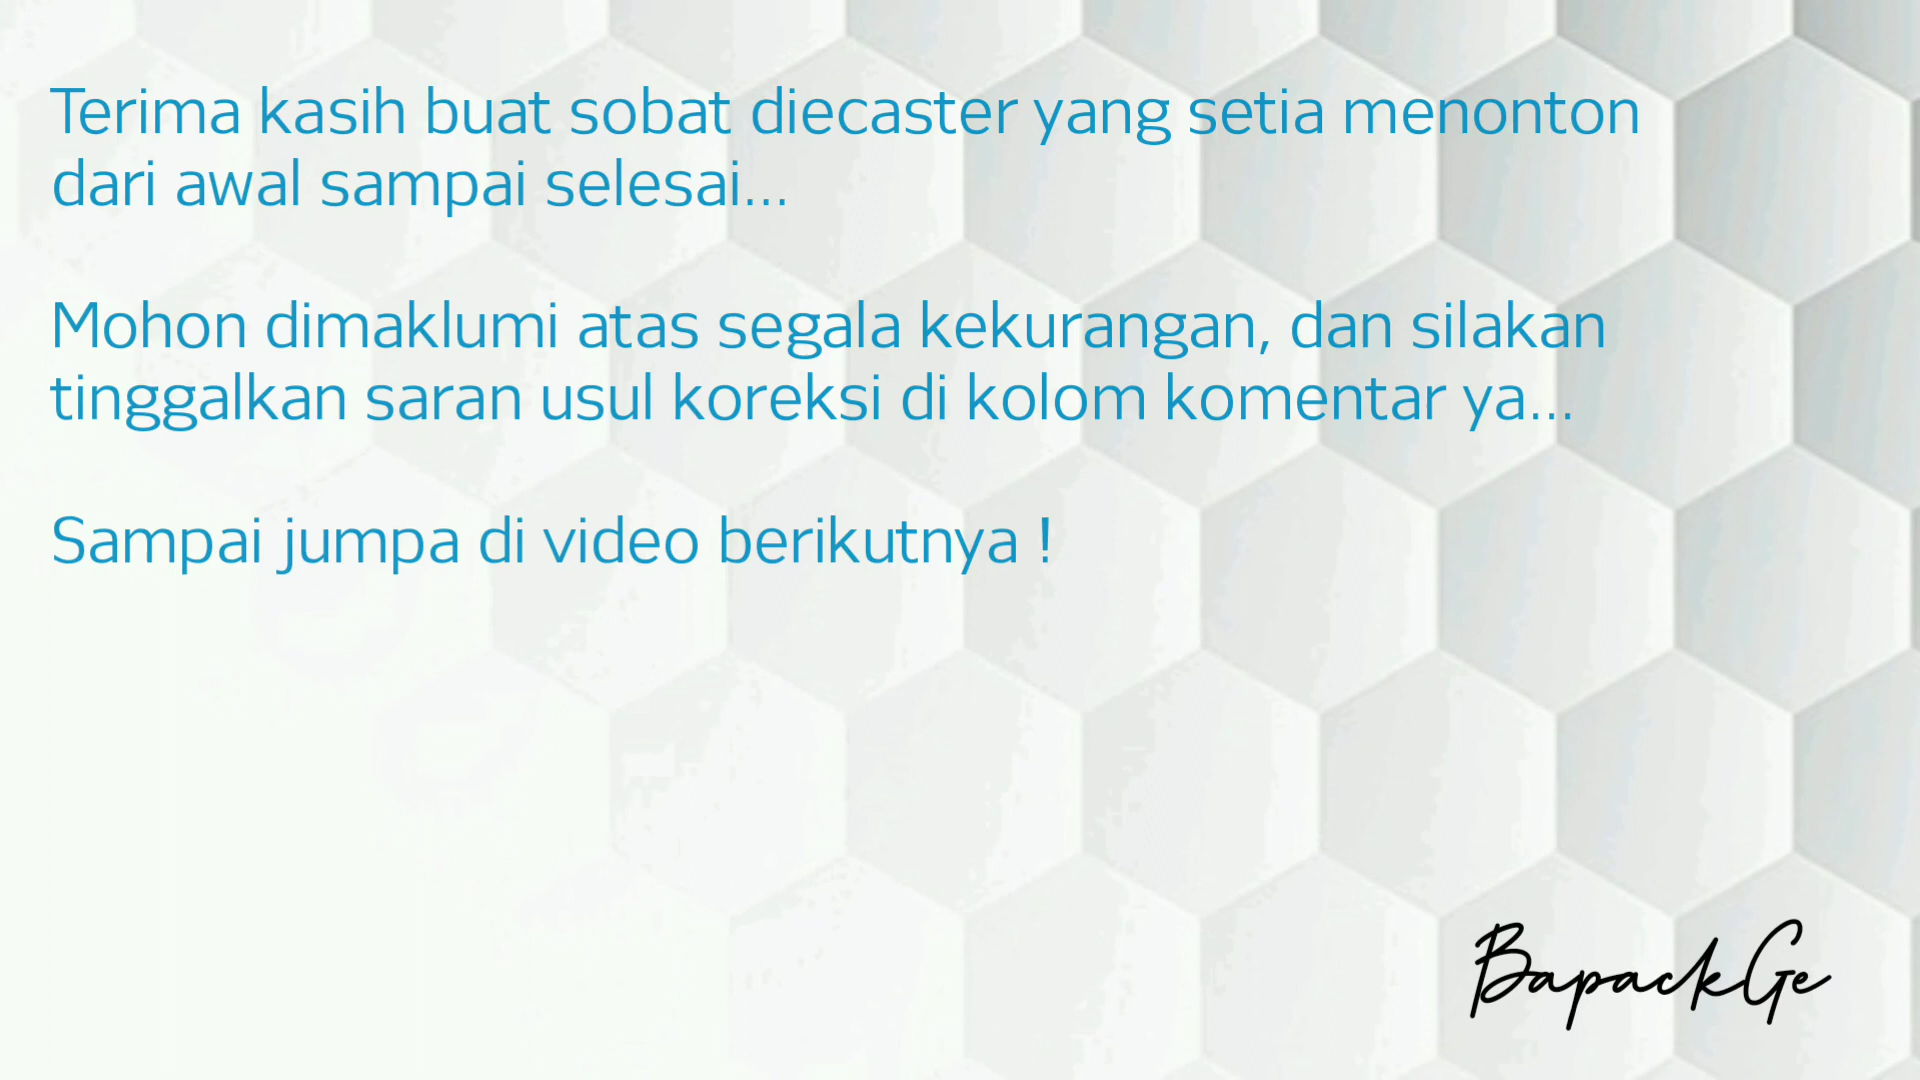 Terima kasih buat sobat diecaster yang setia menonton
dari awal sampai selesai...
Mohon dimaklumi atas segala kekurangan, dan silakan
tinggalkan saran usul koreksi di kolom komentar ya...
Sampai jumpa di video berikutnya !
BapackGe